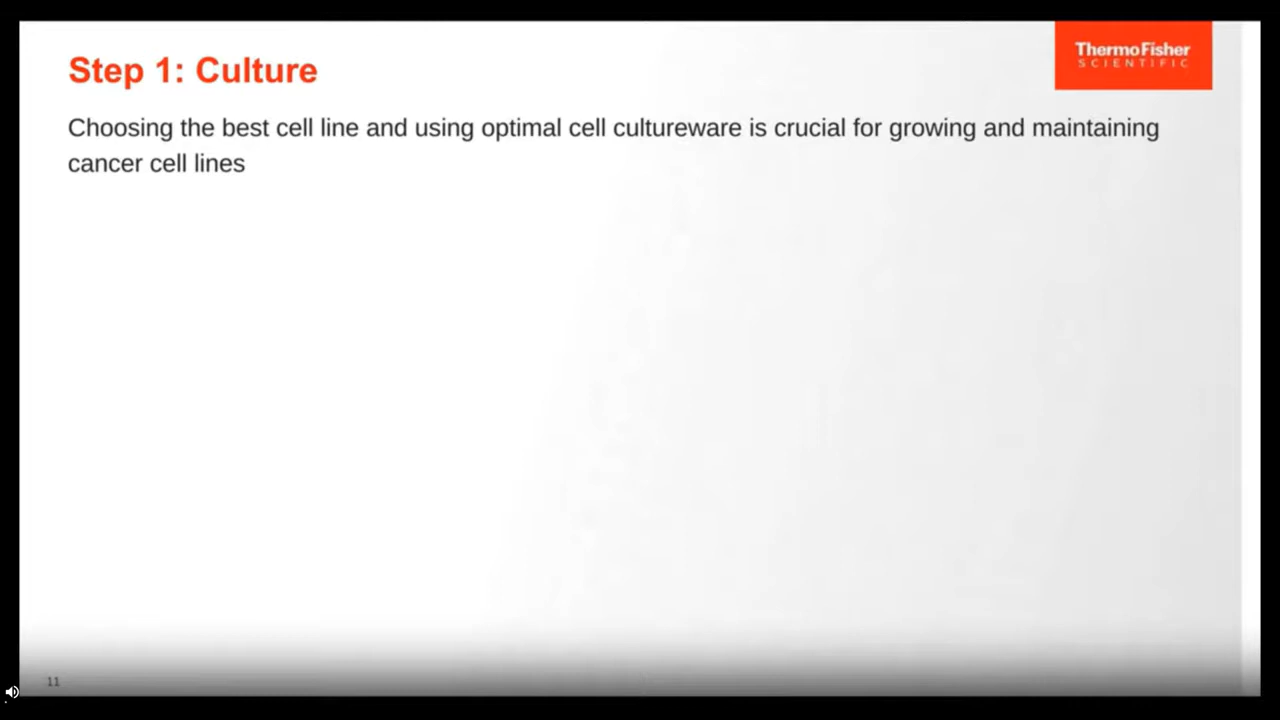 ThermoFisher
SCIENTIFIC
Step 1: Culture
Choosing the best cell line and using optimal cell cultureware is crucial for growing and maintaining
cancer cell lines
11